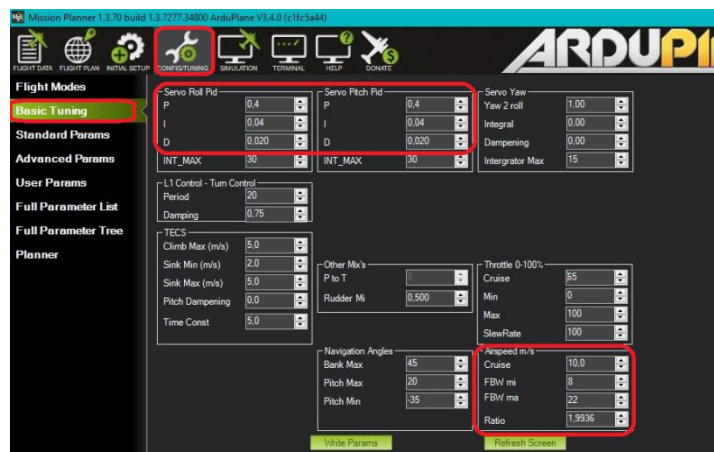 Mission Planner 1.3.70 build 1.3.7277.34800 ArduPlane V3.4.0 (c1fc5a44)
FLIGHT DATA FLIGHT PLAN INITIAL SETUP CONFIG/TUNING SIMULATION TERMINAL HELP DONATE
ARDUPI
Flight Modes
Basic Tuning
Standard Params
Advanced Params
User Params
Full Parameter List
Full Parameter Tree
Planner
Servo Roll Pid
P 0,4
I 0,04
D 0,020
INT_MAX 30
Servo Pitch Pid
P 0,4
I 0,04
D 0,020
INT_MAX 30
Servo Yaw
Yaw 2 roll 1,00
Integral 0,00
Dampening 0,00
Intergrator Max 15
L1 Control - Turn Control
Period 20
Damping 0,75
TECS
Climb Max (m/s) 5,0
Sink Min (m/s) 2,0
Sink Max (m/s) 5,0
Pitch Dampening 0,0
Time Const 5,0
Other Mix's
P to T 0
Rudder Mi 0,500
Throttle 0-100%
Cruise 65
Min 0
Max 100
SlewRate 100
Navigation Angles
Bank Max 45
Pitch Max 20
Pitch Min -35
Airspeed m/s
Cruise 10,0
FBW mi 8
FBW ma 22
Ratio 1,9936
Write Params
Refresh Screen